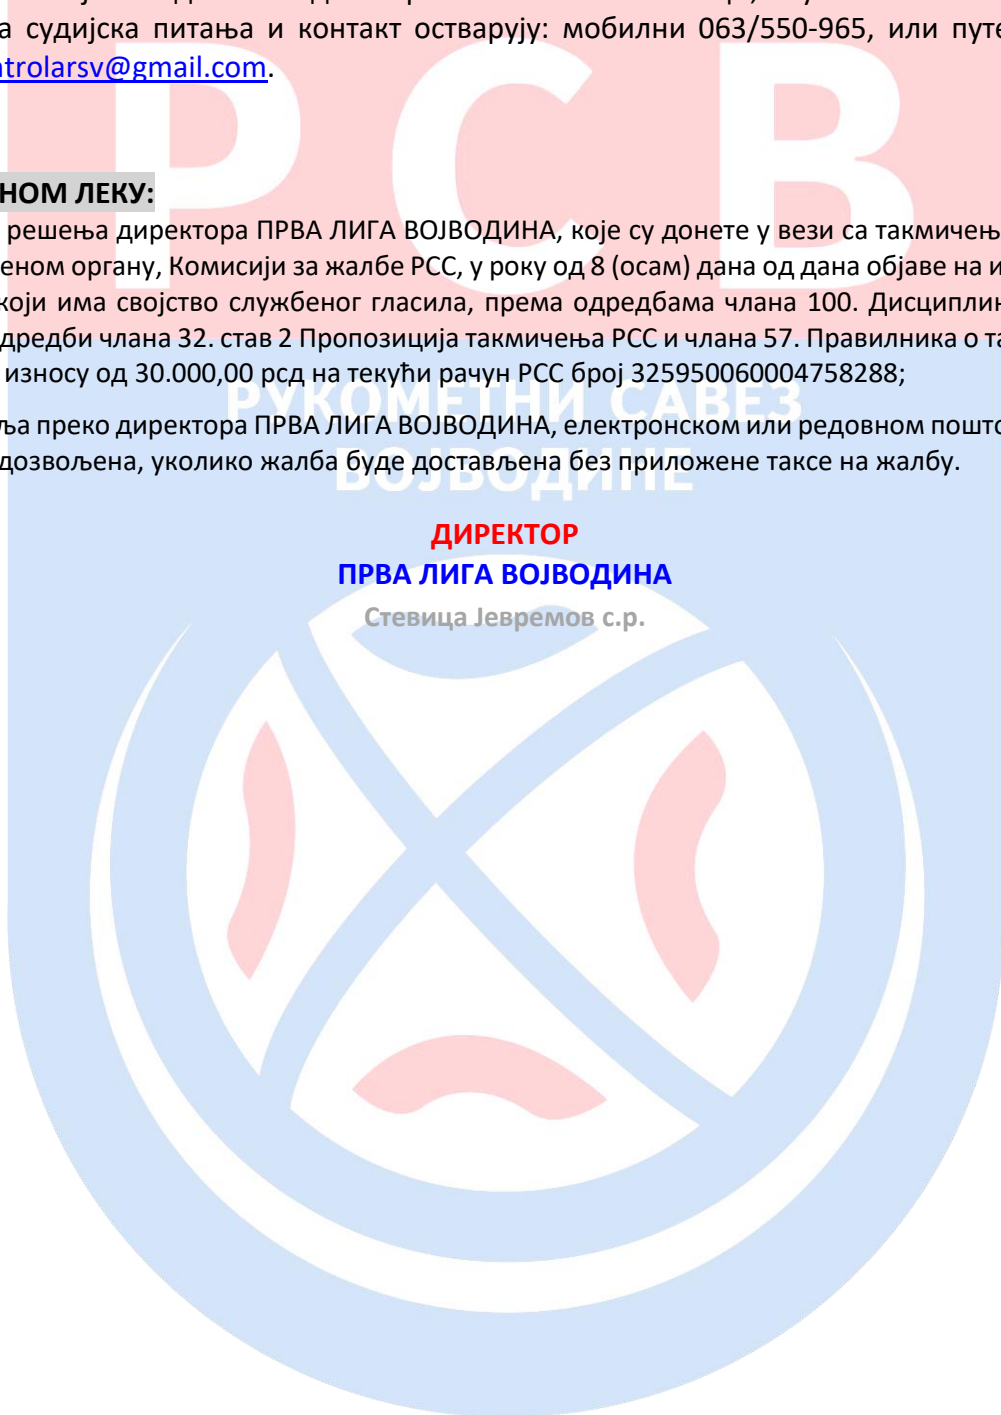 а судијска питања и контакт остварују: мобилни 063/550-965, или путе
ntrolarsv@gmail.com.
Р С В
НОМ ЛЕКУ:
решења директора ПРВА ЛИГА ВОЈВОДИНА, које су донете у вези са такмичењ
еном органу, Комисији за жалбе РСС, у року од 8 (осам) дана од дана објаве на и
који има својство службеног гласила, према одредбама члана 100. Дисциплин
дредби члана 32. став 2 Пропозиција такмичења РСС и члана 57. Правилника о та
износу од 30.000,00 рсд на текући рачун РСС број 325950060004758288;
РУКОМЕТНИ САВЕЗ
ља преко директора ПРВА ЛИГА ВОЈВОДИНА, електронском или редовном пошто
дозвољена, уколико жалба буде достављена без приложене таксе на жалбу.
ВОЈВОДИНЕ
ДИРЕКТОР
ПРВА ЛИГА ВОЈВОДИНА
Стевица Јевремов с.р.